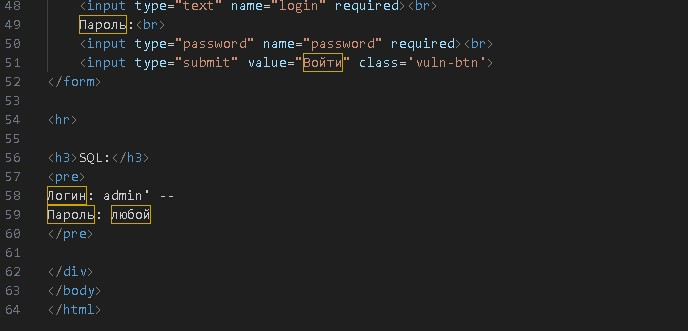 48 <input type="text" name="login" required><br>
49 Пароль:<br>
50 <input type="password" name="password" required><br>
51 <input type="submit" value="Войти" class='vuln-btn'>
52 </form>
53
54 <hr>
55
56 <h3>SQL:</h3>
57 <pre>
58 Логин: admin' --
59 Пароль: любой
60 </pre>
61
62 </div>
63 </body>
64 </html>